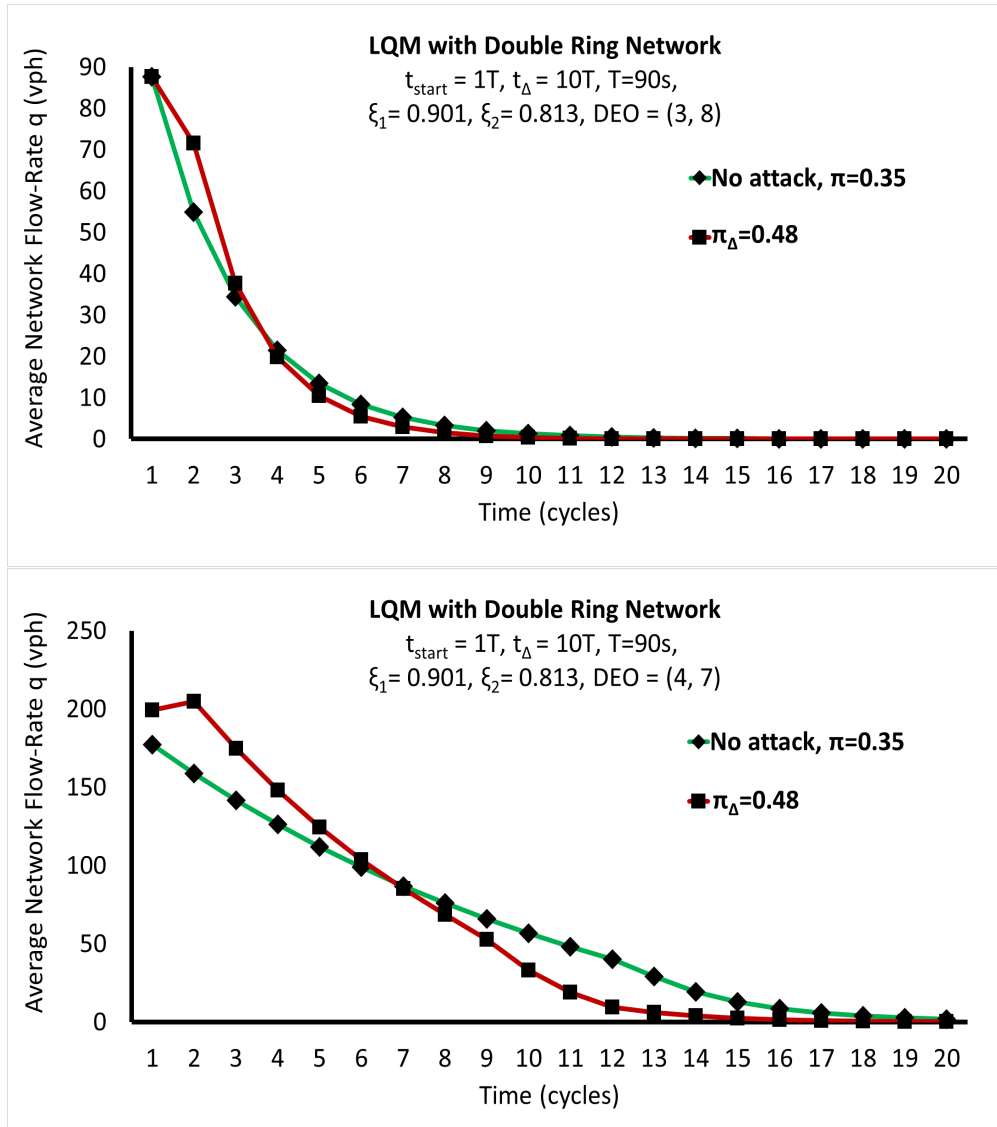 LQM with Double Ring Network
t_start = 1T, t_Δ = 10T, T=90s,
ξ₁= 0.901, ξ₂= 0.813, DEO = (3, 8)
Average Network Flow-Rate q (vph)
90
80
70
60
50
40
30
20
10
0
No attack, π=0.35
π_Δ=0.48
1 2 3 4 5 6 7 8 9 10 11 12 13 14 15 16 17 18 19 20
Time (cycles)
LQM with Double Ring Network
t_start = 1T, t_Δ = 10T, T=90s,
ξ₁= 0.901, ξ₂= 0.813, DEO = (4, 7)
Average Network Flow-Rate q (vph)
250
200
150
100
50
0
No attack, π=0.35
π_Δ=0.48
1 2 3 4 5 6 7 8 9 10 11 12 13 14 15 16 17 18 19 20
Time (cycles)